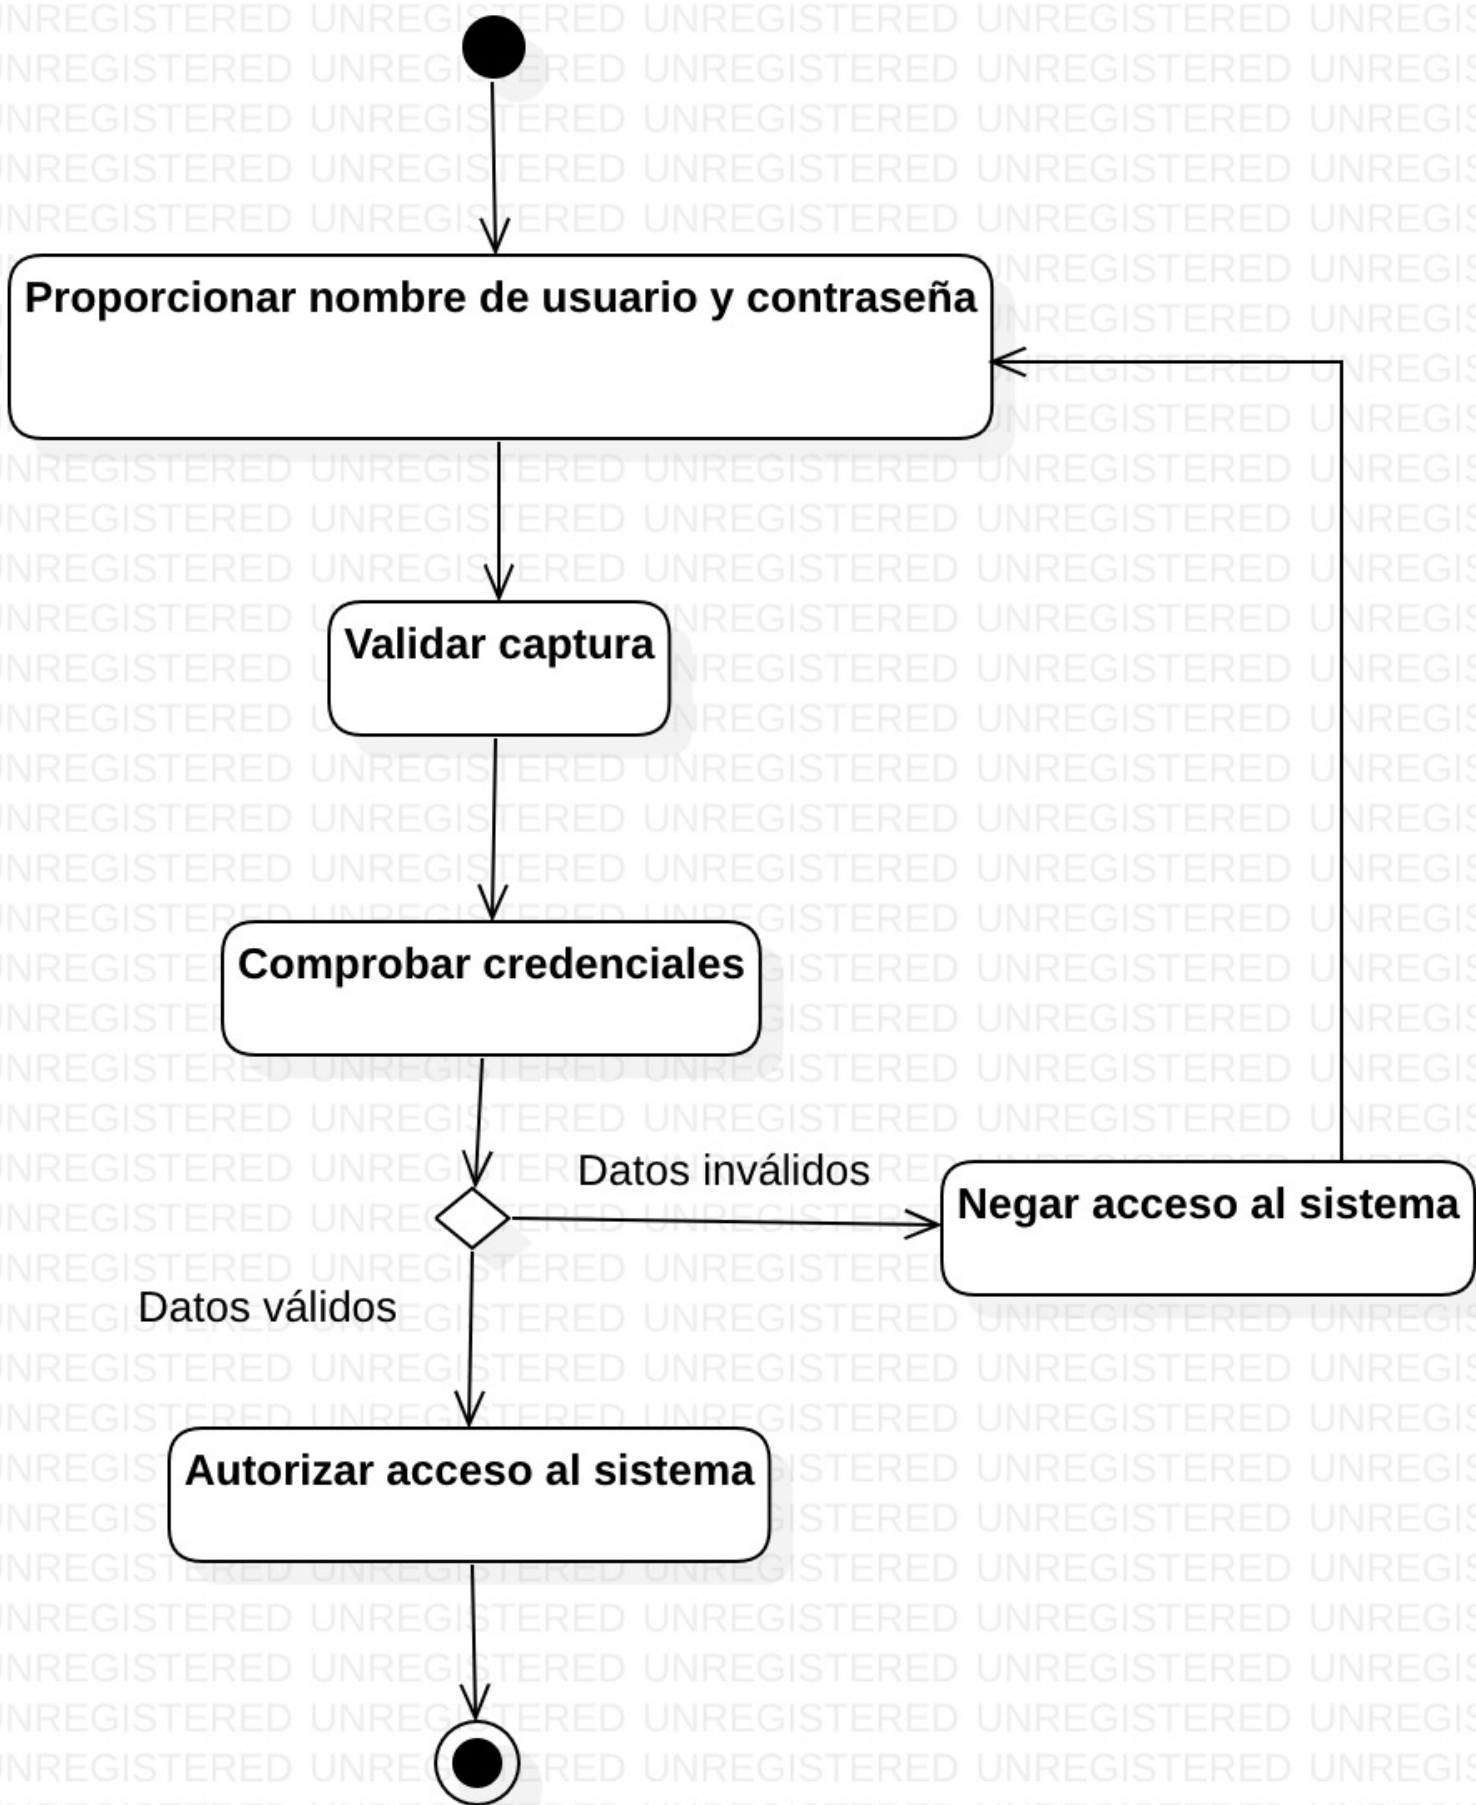 Proporcionar nombre de usuario y contraseña
Validar captura
Comprobar credenciales
Datos inválidos
Negar acceso al sistema
Datos válidos
Autorizar acceso al sistema
UNREGISTERED